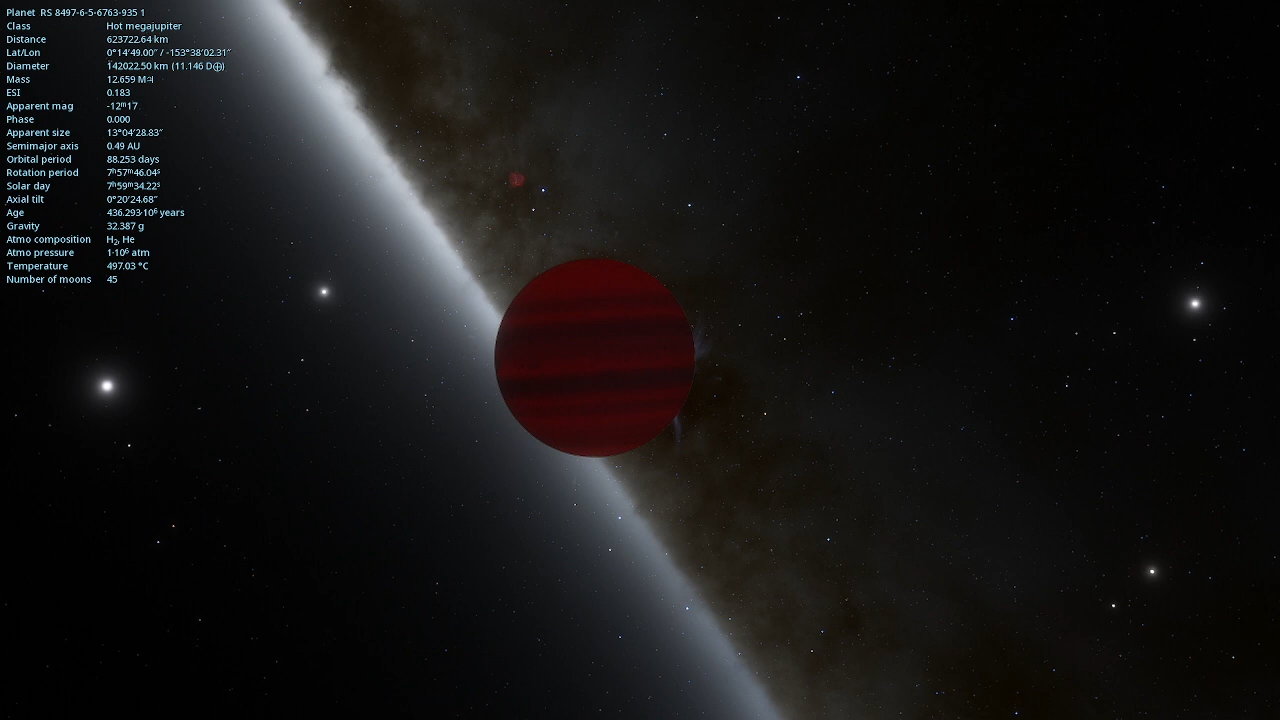 Planet RS 8497-6-5-6763-935 1
Class Hot megajupiter
Distance 623722.64 km
Lat/Lon 0°14′49.00″ / -153°38′02.31″
Diameter 142022.50 km (11.146 D⊕)
Mass 12.659 M♃
ESI 0.183
Apparent mag -12ᵐ17
Phase 0.000
Apparent size 13°04′28.83″
Semimajor axis 0.49 AU
Orbital period 88.253 days
Rotation period 7ʰ57ᵐ46.04ˢ
Solar day 7ʰ59ᵐ34.22ˢ
Axial tilt 0°20′24.68″
Age 436.293·10⁶ years
Gravity 32.387 g
Atmo composition H₂, He
Atmo pressure 1·10⁶ atm
Temperature 497.03 °C
Number of moons 45